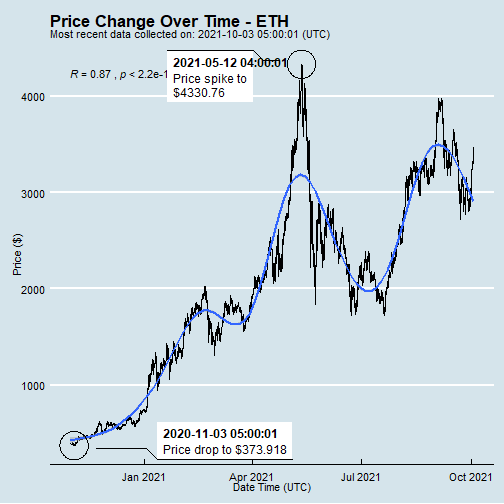 Price Change Over Time - ETH
Most recent data collected on: 2021-10-03 05:00:01 (UTC)
R = 0.87 , p < 2.2e-1
2021-05-12 04:00:01
Price spike to
$4330.76
4000
3000
2000
1000
Price ($)
2020-11-03 05:00:01
Price drop to $373.918
Jan 2021
Apr 2021
Jul 2021
Oct 2021
Date Time (UTC)